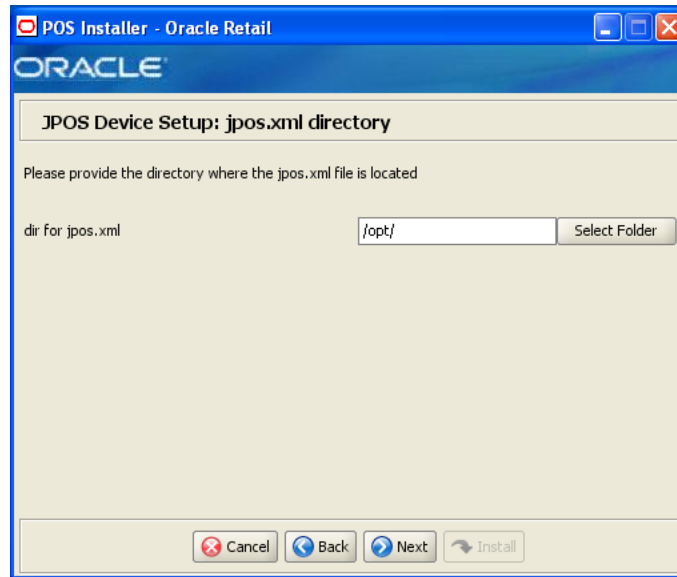 POS Installer - Oracle Retail
ORACLE
JPOS Device Setup: jpos.xml directory
Please provide the directory where the jpos.xml file is located
dir for jpos.xml /opt/ Select Folder
Cancel Back Next Install